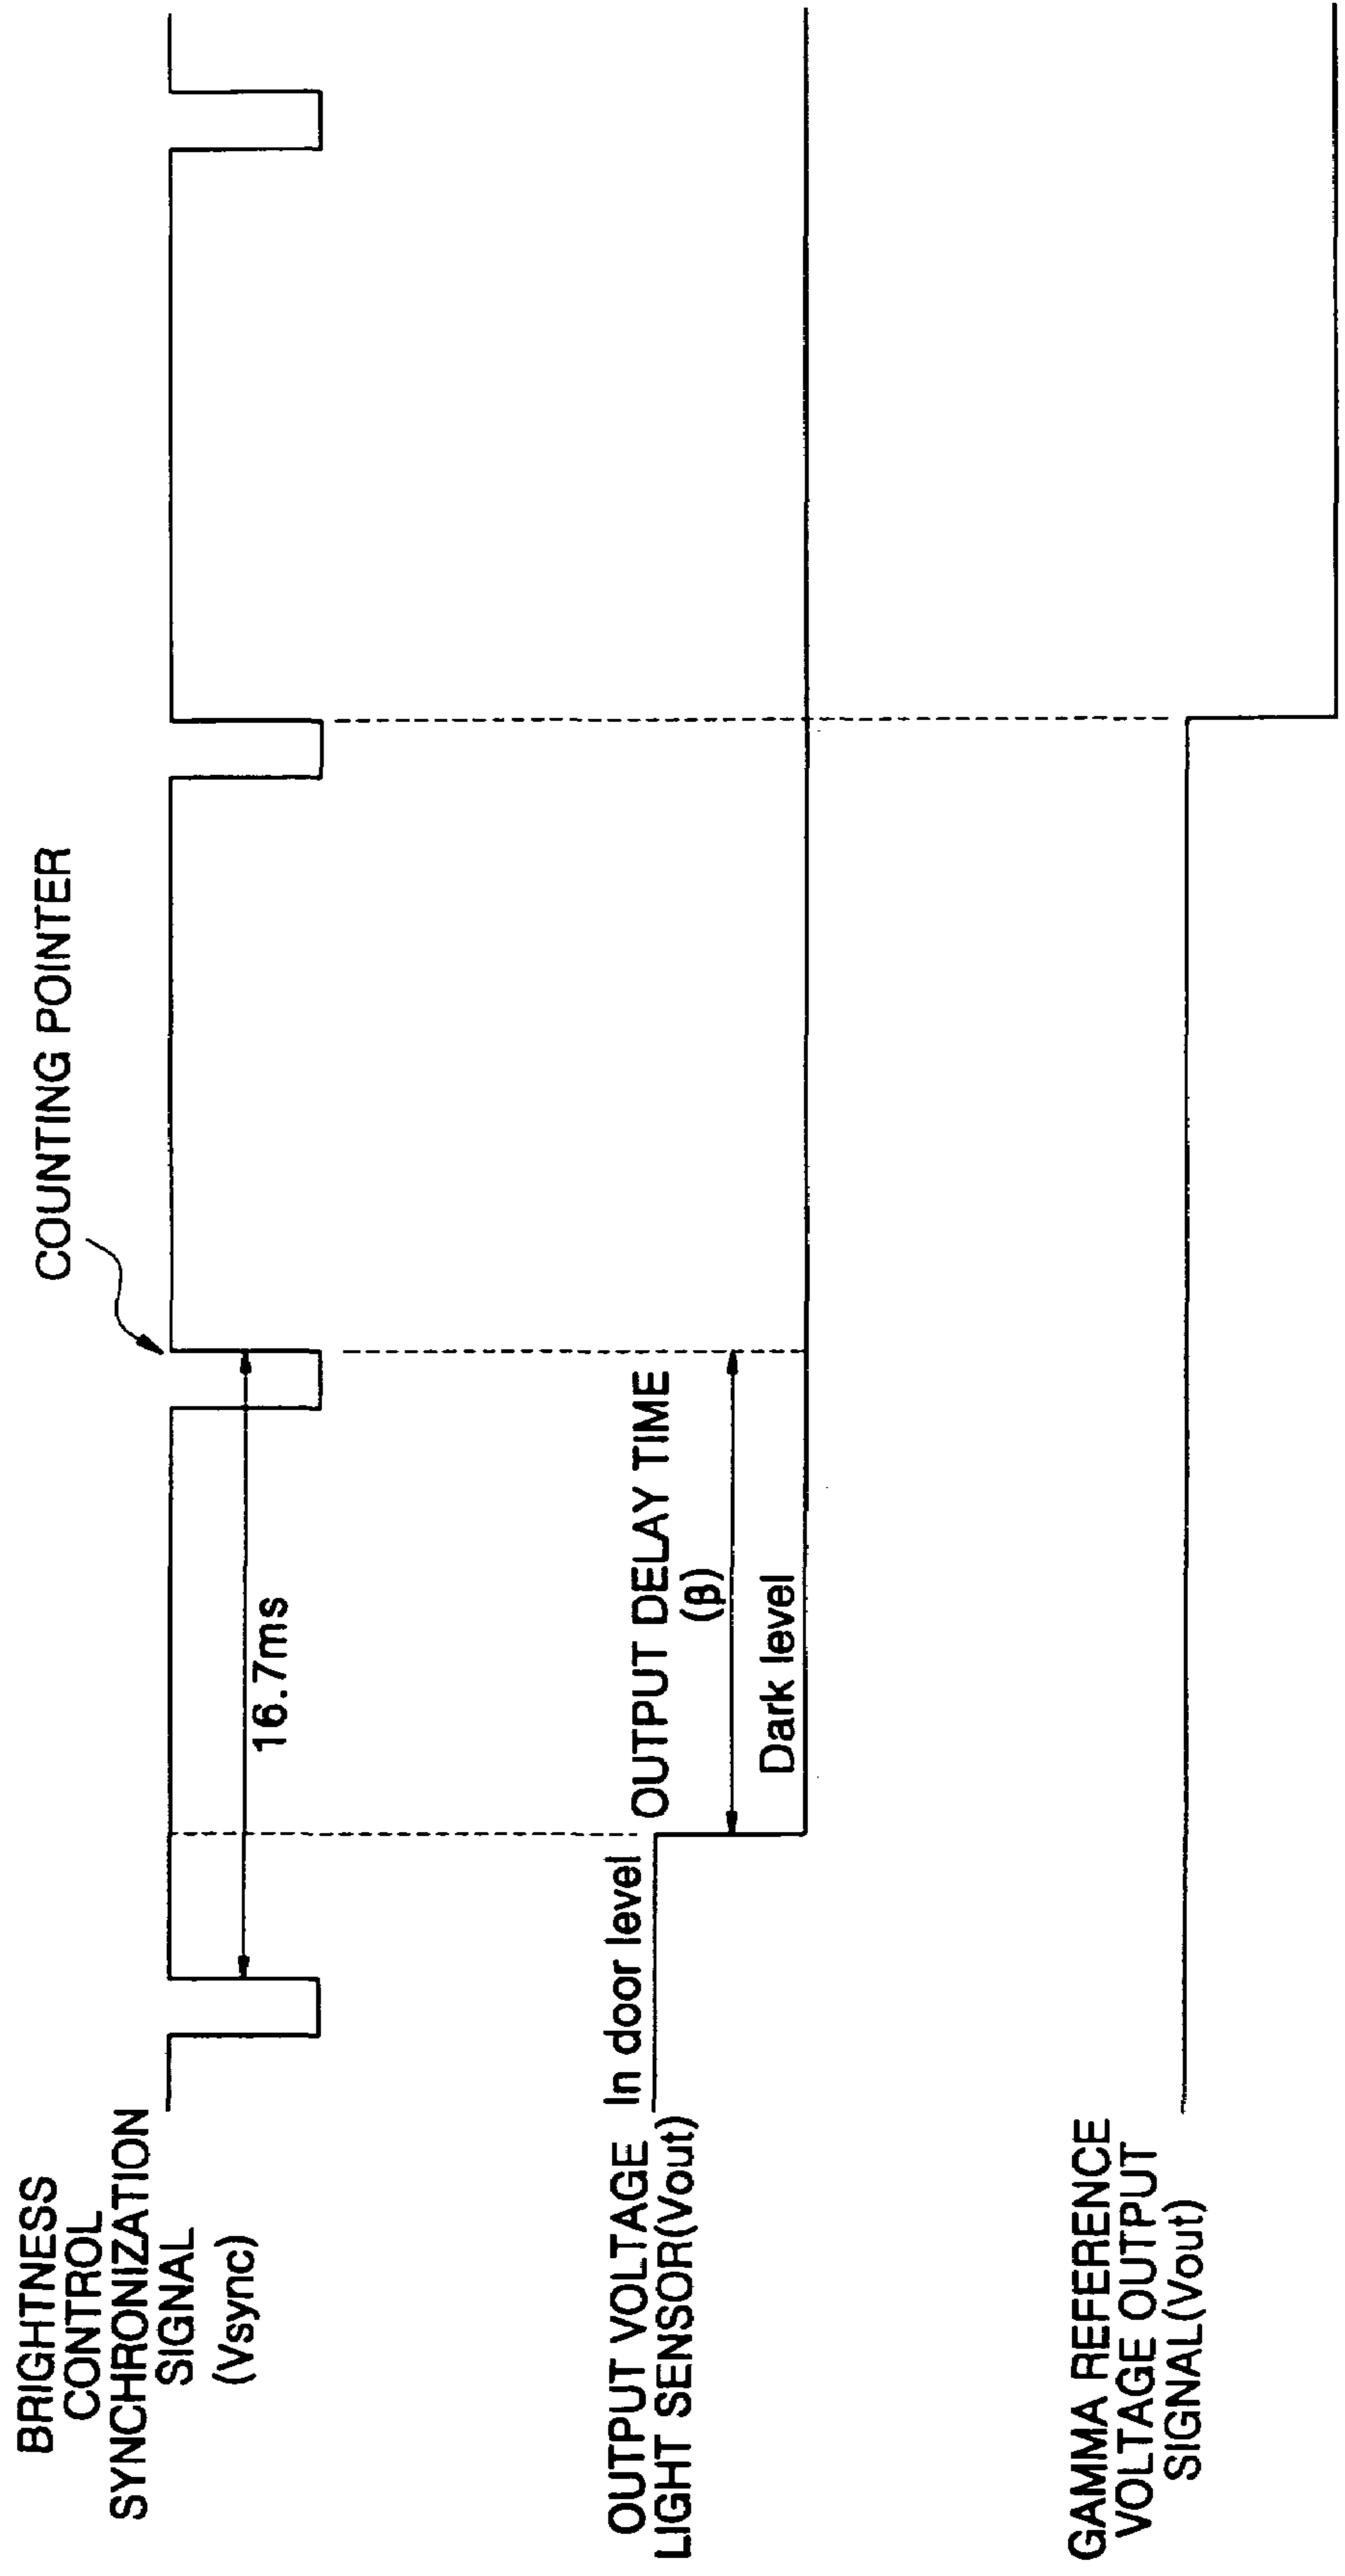 COUNTING POINTER
BRIGHTNESS
CONTROL
SYNCHRONIZATION
SIGNAL
(Vsync)
16.7ms
OUTPUT VOLTAGE
LIGHT SENSOR(Vout)
In door level
OUTPUT DELAY TIME
(β)
Dark level
GAMMA REFERENCE
VOLTAGE OUTPUT
SIGNAL(Vout)